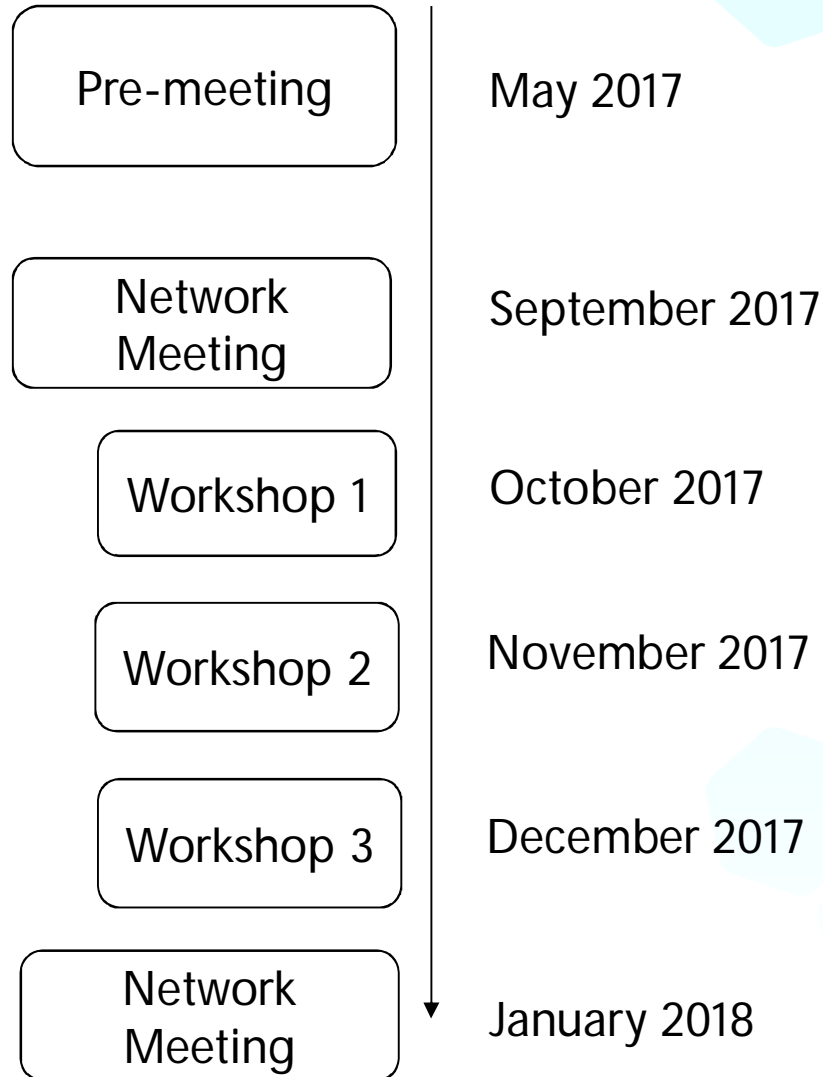 Pre-meeting
May 2017
Network
Meeting
September 2017
Workshop 1
October 2017
Workshop 2
November 2017
Workshop 3
December 2017
Network
Meeting
January 2018